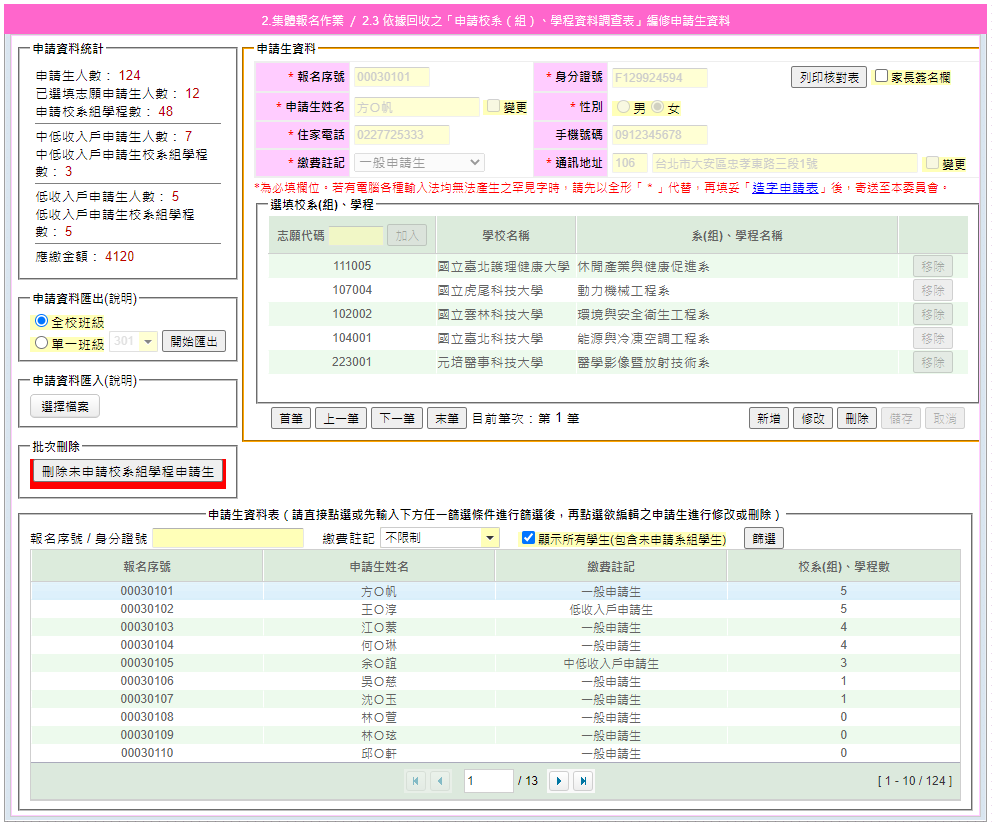 2.集體報名作業 / 2.3 依據回收之「申請校系（組）、學程資料調查表」編修申請生資料
申請資料統計
申請生人數： 124
已選填志願申請生人數： 12
申請校系組學程數： 48
中低收入戶申請生人數： 7
中低收入戶申請生校系組學程
數： 3
低收入戶申請生人數： 5
低收入戶申請生校系組學程
數： 5
應繳金額： 4120
申請資料匯出(說明)
全校班級
單一班級 301 開始匯出
申請資料匯入(說明)
選擇檔案
批次刪除
刪除未申請校系組學程申請生
申請生資料
* 報名序號 00030101 * 身分證號 F129924594 列印核對表 家長簽名欄
* 申請生姓名 方○帆 變更 * 性別 男 女
* 住家電話 0227725333 手機號碼 0912345678
* 繳費註記 一般申請生 * 通訊地址 106 台北市大安區忠孝東路三段1號 變更
*為必填欄位。若有電腦各種輸入法均無法產生之罕見字時，請先以全形「＊」代替，再填妥「造字申請表」後，寄送至本委員會。
選填校系(組)、學程
志願代碼 加入 學校名稱 系(組)、學程名稱
111005 國立臺北護理健康大學 休閒產業與健康促進系 移除
107004 國立虎尾科技大學 動力機械工程系 移除
102002 國立雲林科技大學 環境與安全衛生工程系 移除
104001 國立臺北科技大學 能源與冷凍空調工程系 移除
223001 元培醫事科技大學 醫學影像暨放射技術系 移除
首筆 上一筆 下一筆 末筆 目前筆次：第 1 筆 新增 修改 刪除 儲存 取消
申請生資料表（請直接點選或先輸入下方任一篩選條件進行篩選後，再點選欲編輯之申請生進行修改或刪除）
報名序號 / 身分證號 繳費註記 不限制 顯示所有學生(包含未申請系組學生) 篩選
報名序號 申請生姓名 繳費註記 校系(組)、學程數
00030101 方○帆 一般申請生 5
00030102 王○淳 低收入戶申請生 5
00030103 江○蓁 一般申請生 4
00030104 何○琳 一般申請生 4
00030105 余○誼 中低收入戶申請生 3
00030106 吳○慈 一般申請生 1
00030107 沈○玉 一般申請生 1
00030108 林○萱 一般申請生 0
00030109 林○玹 一般申請生 0
00030110 邱○軒 一般申請生 0
1 / 13 [ 1 - 10 / 124 ]